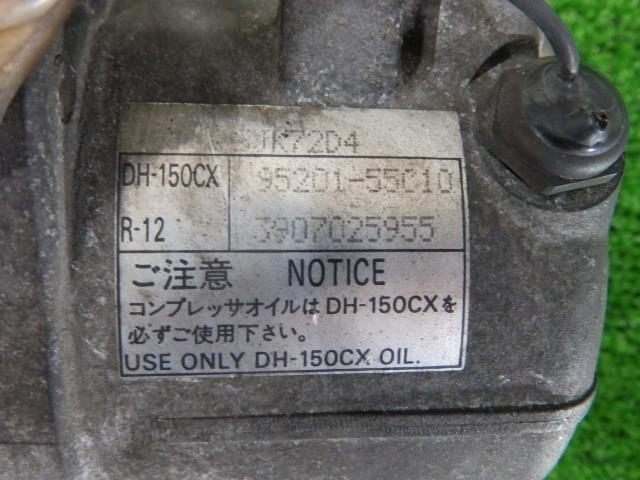 JK72D4
DH-150CX 95201-55C10
R-12 3907025955
ご注意 NOTICE
コンプレッサオイルは DH-150CXを
必ずご使用下さい。
USE ONLY DH-150CX OIL.